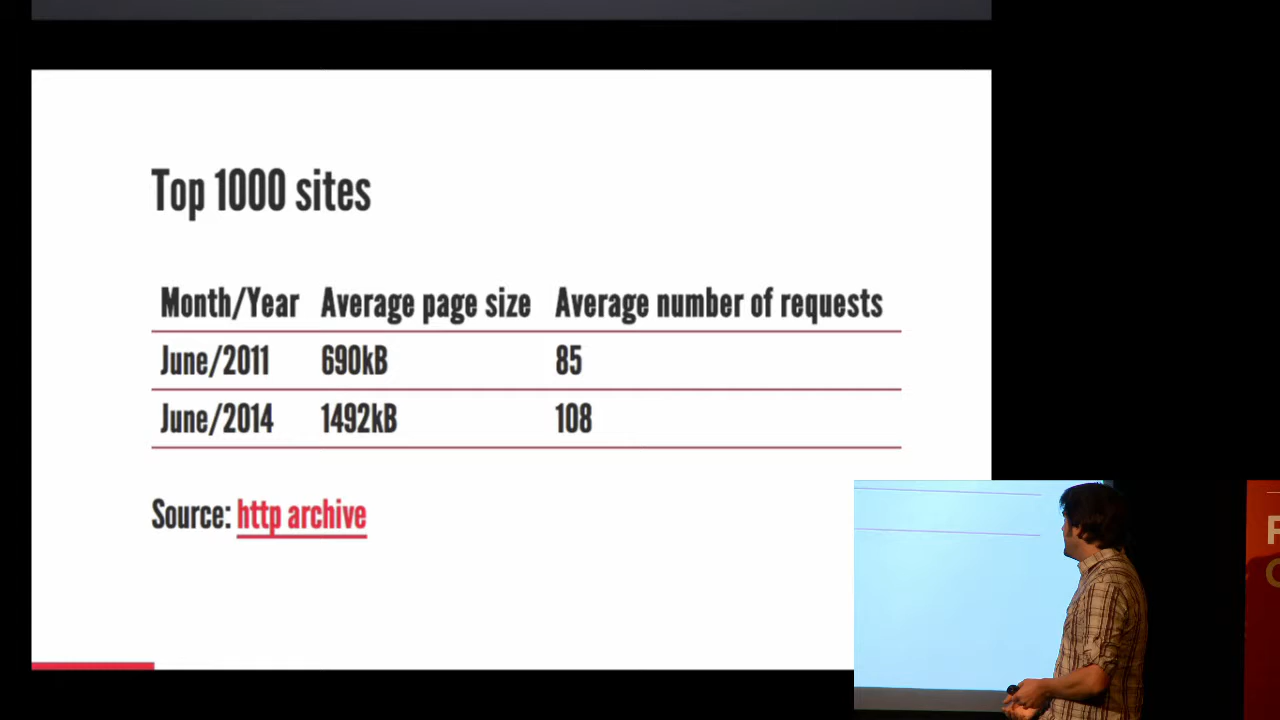 Top 1000 sites
Month/Year Average page size Average number of requests
June/2011 690kB 85
June/2014 1492kB 108
Source: http archive